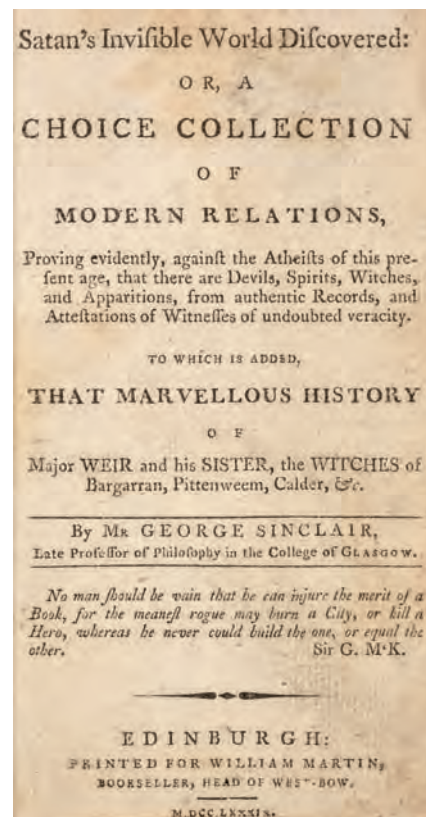 Satan's Inviſible World Diſcovered:
OR, A
CHOICE COLLECTION
OF
MODERN RELATIONS,
Proving evidently, againſt the Atheiſts of this pre-
ſent age, that there are Devils, Spirits, Witches,
and Apparitions, from authentic Records, and
Atteſtations of Witneſſes of undoubted veracity.
TO WHICH IS ADDED,
THAT MARVELLOUS HISTORY
OF
Major WEIR and his SISTER, the WITCHES of
Bargarran, Pittenweem, Calder, &c.
By MR GEORGE SINCLAIR,
Late Profeſſor of Philoſophy in the College of GLASGOW.
No man ſhould be vain that he can injure the merit of a
Book, for the meaneſt rogue may burn a City, or kill a
Hero, whereas he never could build the one, or equal the
other. Sir G. M'K.
EDINBURGH:
PRINTED FOR WILLIAM MARTIN,
BOOKSELLER, HEAD OF WEST-BOW.
M.DCC.LXXXIX.